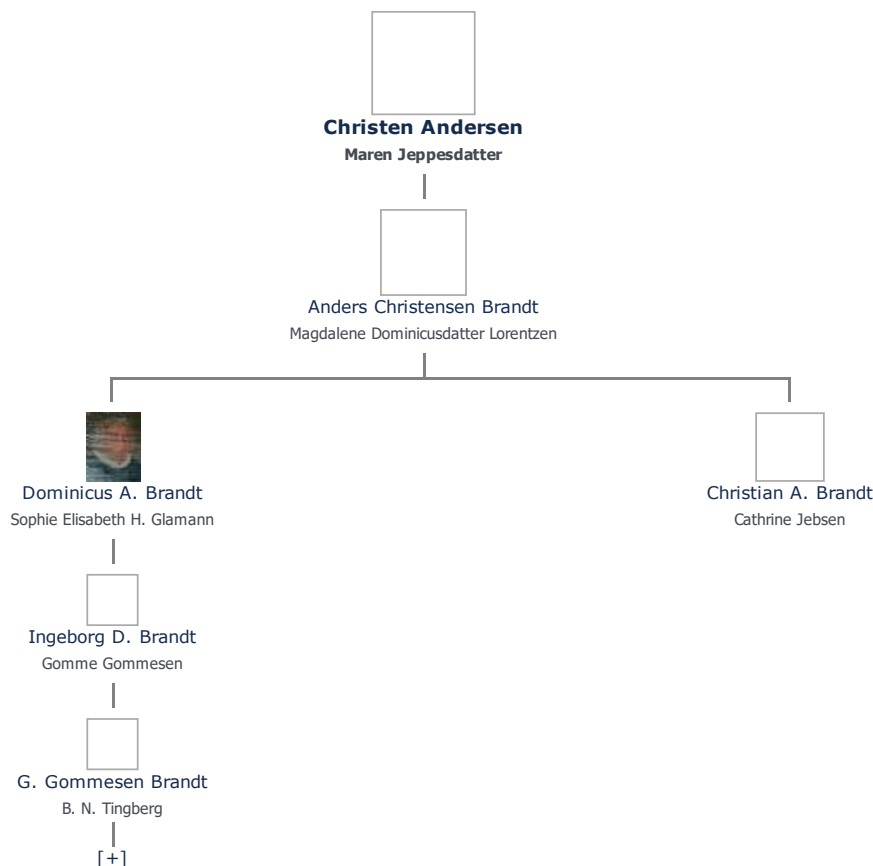 Christen Andersen
Maren Jeppesdatter
Anders Christensen Brandt
Magdalene Dominicusdatter Lorentzen
Dominicus A. Brandt
Sophie Elisabeth H. Glamann
Christian A. Brandt
Cathrine Jebsen
Ingeborg D. Brandt
Gomme Gommesen
G. Gommesen Brandt
B. N. Tingberg
[+]